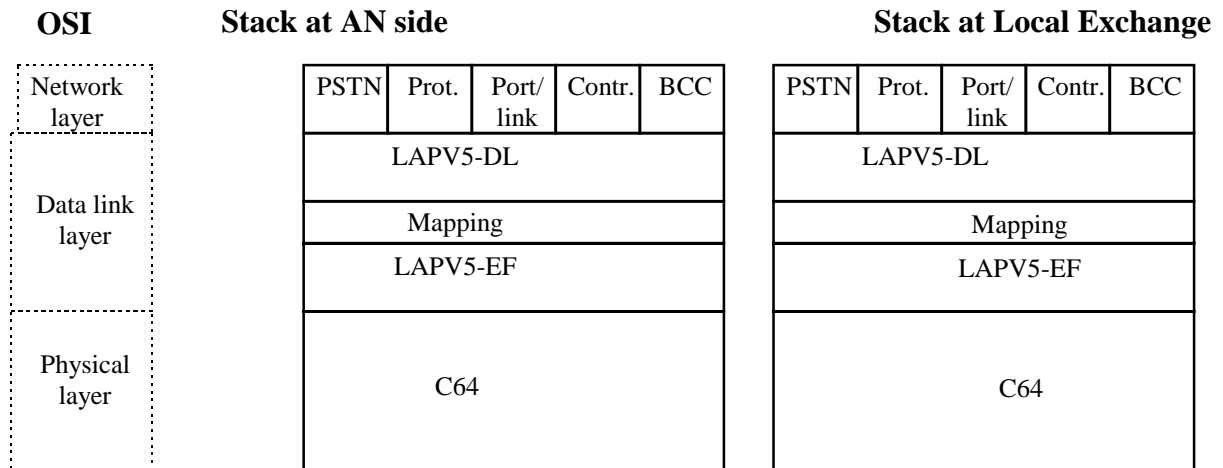 OSI
Stack at AN side
Stack at Local Exchange
Network
layer
PSTN Prot. Port/ Contr. BCC
link
PSTN Prot. Port/ Contr. BCC
link
Data link
layer
LAPV5-DL
LAPV5-DL
Mapping
Mapping
LAPV5-EF
LAPV5-EF
Physical
layer
C64
C64